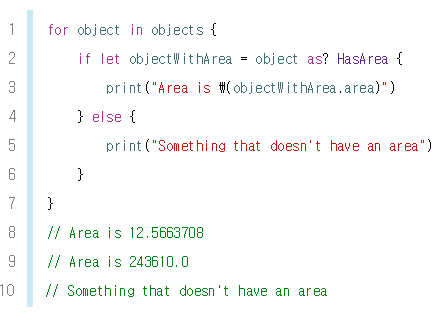 1 for object in objects {
2 if let objectWithArea = object as? HasArea {
3 print("Area is ₩(objectWithArea.area)")
4 } else {
5 print("Something that doesn't have an area")
6 }
7 }
8 // Area is 12.5663708
9 // Area is 243610.0
10 // Something that doesn't have an area